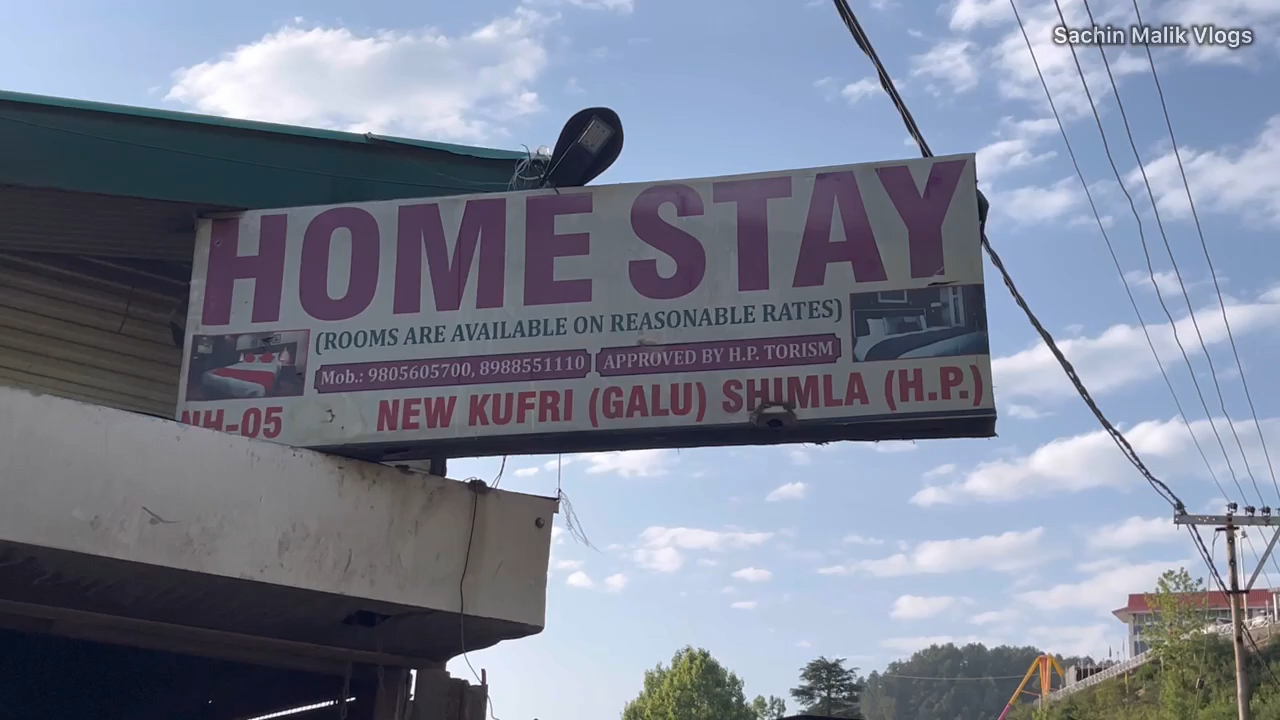 Sachin Malik Vlogs
HOME STAY
(ROOMS ARE AVAILABLE ON REASONABLE RATES)
Mob.: 9805605700, 8988551110 APPROVED BY H.P. TORISM
NH-05 NEW KUFRI (GALU) SHIMLA (H.P.)